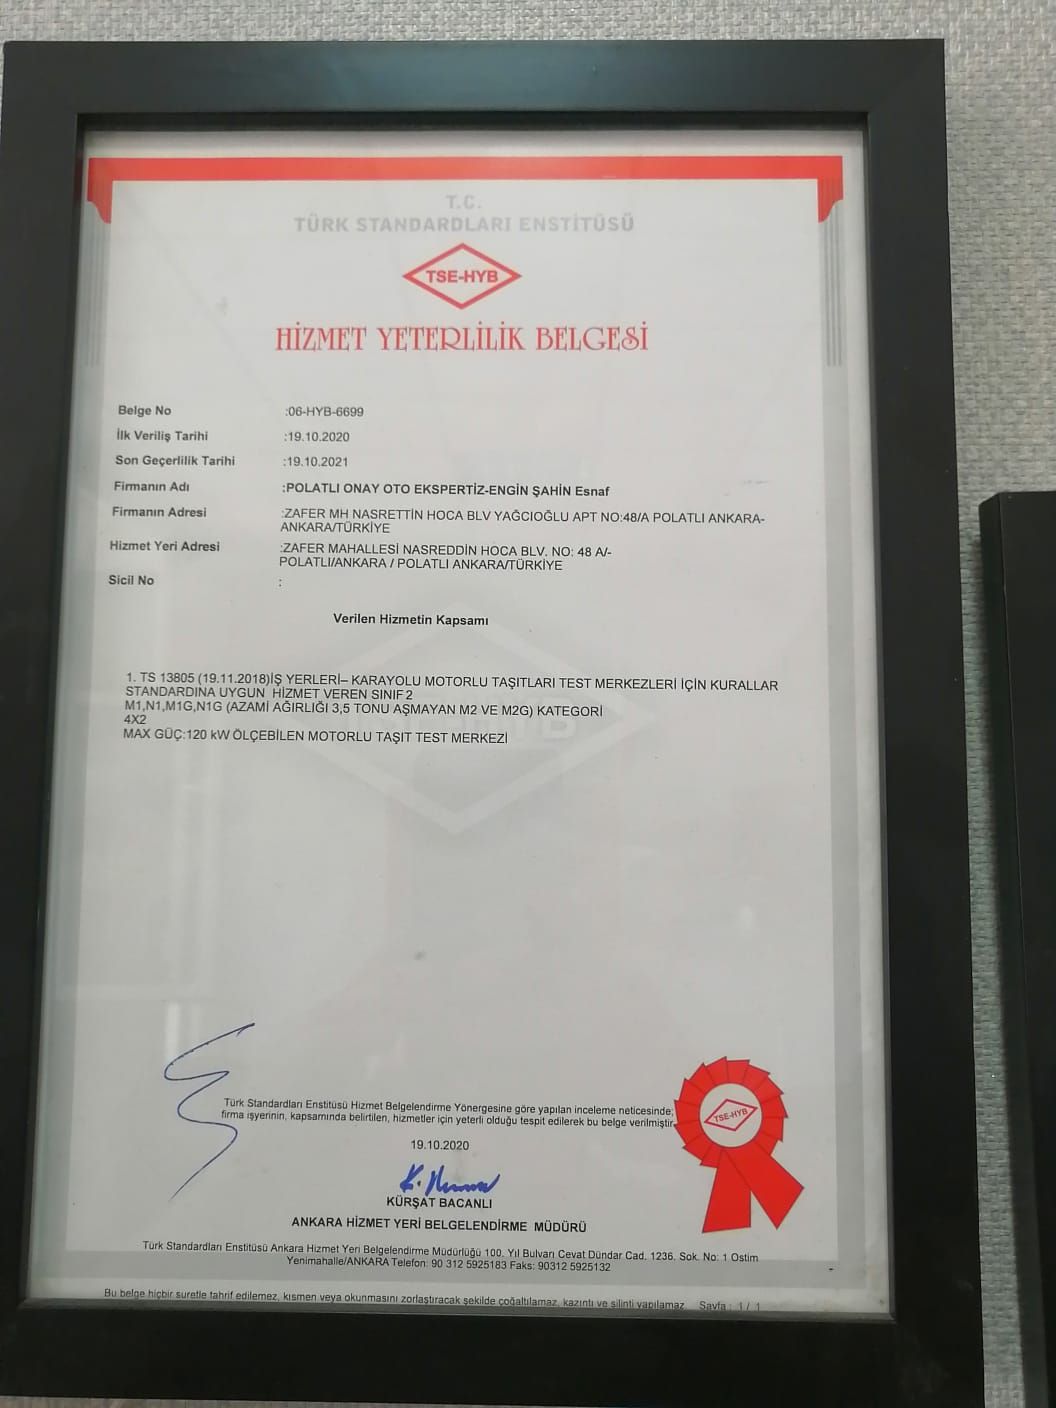 T.C.
TÜRK STANDARDLARI ENSTİTÜSÜ
TSE-HYB
HİZMET YETERLİLİK BELGESİ
Belge No :06-HYB-6699
İlk Veriliş Tarihi :19.10.2020
Son Geçerlilik Tarihi :19.10.2021
Firmanın Adı :POLATLI ONAY OTO EKSPERTİZ-ENGİN ŞAHİN Esnaf
Firmanın Adresi :ZAFER MH NASRETTİN HOCA BLV YAĞCIOĞLU APT NO:48/A POLATLI ANKARA-
ANKARA/TÜRKİYE
Hizmet Yeri Adresi :ZAFER MAHALLESİ NASREDDİN HOCA BLV. NO: 48 A/-
POLATLI/ANKARA / POLATLI ANKARA/TÜRKİYE
Sicil No :
Verilen Hizmetin Kapsamı
1. TS 13805 (19.11.2018)İŞ YERLERİ– KARAYOLU MOTORLU TAŞITLARI TEST MERKEZLERİ İÇİN KURALLAR
STANDARDINA UYGUN HİZMET VEREN SINIF 2
M1,N1,M1G,N1G (AZAMİ AĞIRLIĞI 3,5 TONU AŞMAYAN M2 VE M2G) KATEGORİ
4X2
MAX GÜÇ:120 kW ÖLÇEBİLEN MOTORLU TAŞIT TEST MERKEZİ
Türk Standardları Enstitüsü Hizmet Belgelendirme Yönergesine göre yapılan inceleme neticesinde;
firma işyerinin, kapsamında belirtilen, hizmetler için yeterli olduğu tespit edilerek bu belge verilmiştir.
TSE-HYB
19.10.2020
KÜRŞAT BACANLI
ANKARA HİZMET YERİ BELGELENDİRME MÜDÜRÜ
Türk Standardları Enstitüsü Ankara Hizmet Yeri Belgelendirme Müdürlüğü 100. Yıl Bulvarı Cevat Dündar Cad. 1236. Sok. No: 1 Ostim
Yenimahalle/ANKARA Telefon: 90 312 5925183 Faks: 90312 5925132
Bu belge hiçbir suretle tahrif edilemez, kısmen veya okunmasını zorlaştıracak şekilde çoğaltılamaz, kazıntı ve silinti yapılamaz. Sayfa : 1 / 1